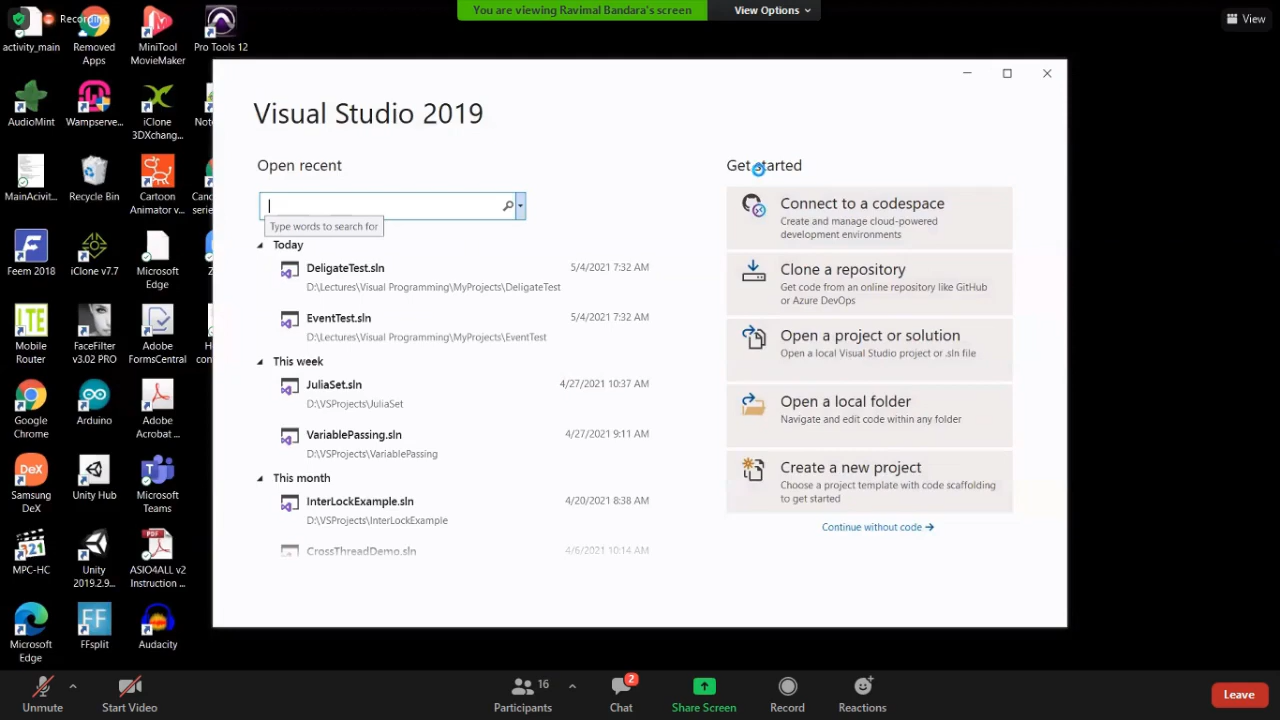 Recording
You are viewing Ravimal Bandara's screen
View Options
View
activity_main
Removed Apps
MiniTool MovieMaker
Pro Tools 12
AudioMint
Wampserve...
iClone 3DXchang...
MainAcivit...
Recycle Bin
Cartoon Animator v...
Feem 2018
iClone v7.7
Microsoft Edge
Mobile Router
FaceFilter v3.02 PRO
Adobe FormsCentral
Google Chrome
Arduino
Adobe Acrobat ...
Samsung DeX
Unity Hub
Microsoft Teams
MPC-HC
Unity 2019.2.9...
ASIO4ALL v2 Instruction ...
Microsoft Edge
FFsplit
Audacity
Visual Studio 2019
Open recent
Type words to search for
Today
DeligateTest.sln 5/4/2021 7:32 AM
D:\Lectures\Visual Programming\MyProjects\DeligateTest
EventTest.sln 5/4/2021 7:32 AM
D:\Lectures\Visual Programming\MyProjects\EventTest
This week
JuliaSet.sln 4/27/2021 10:37 AM
D:\VSProjects\JuliaSet
VariablePassing.sln 4/27/2021 9:11 AM
D:\VSProjects\VariablePassing
This month
InterLockExample.sln 4/20/2021 8:38 AM
D:\VSProjects\InterLockExample
CrossThreadDemo.sln 4/6/2021 10:14 AM
Get started
Connect to a codespace
Create and manage cloud-powered
development environments
Clone a repository
Get code from an online repository like GitHub
or Azure DevOps
Open a project or solution
Open a local Visual Studio project or .sln file
Open a local folder
Navigate and edit code within any folder
Create a new project
Choose a project template with code scaffolding
to get started
Continue without code
Unmute
Start Video
16
Participants
2
Chat
Share Screen
Record
Reactions
Leave